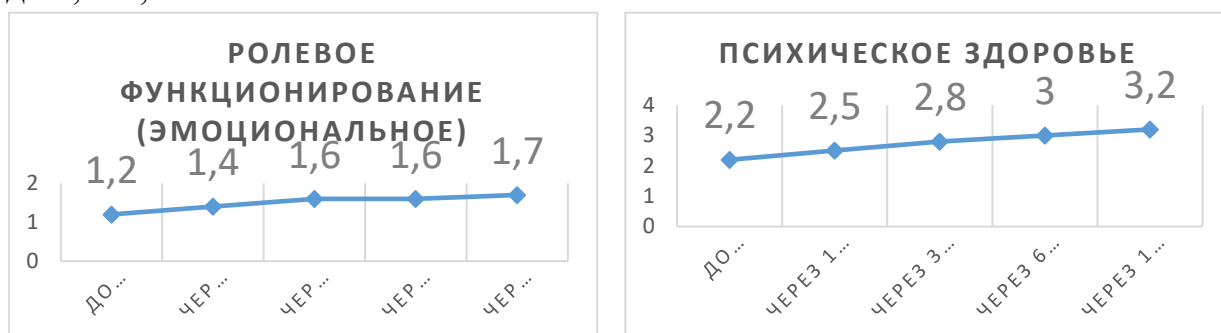 РОЛЕВОЕ
ФУНКЦИОНИРОВАНИЕ
(ЭМОЦИОНАЛЬНОЕ)
1,2 1,4 1,6 1,6 1,7
2
1
0
ДО... ЧЕР... ЧЕР... ЧЕР... ЧЕР...
ПСИХИЧЕСКОЕ ЗДОРОВЬЕ
2,2 2,5 2,8 3 3,2
4
3
2
1
0
ДО... ЧЕРЕЗ 1... ЧЕРЕЗ 3... ЧЕРЕЗ 6... ЧЕРЕЗ 1...